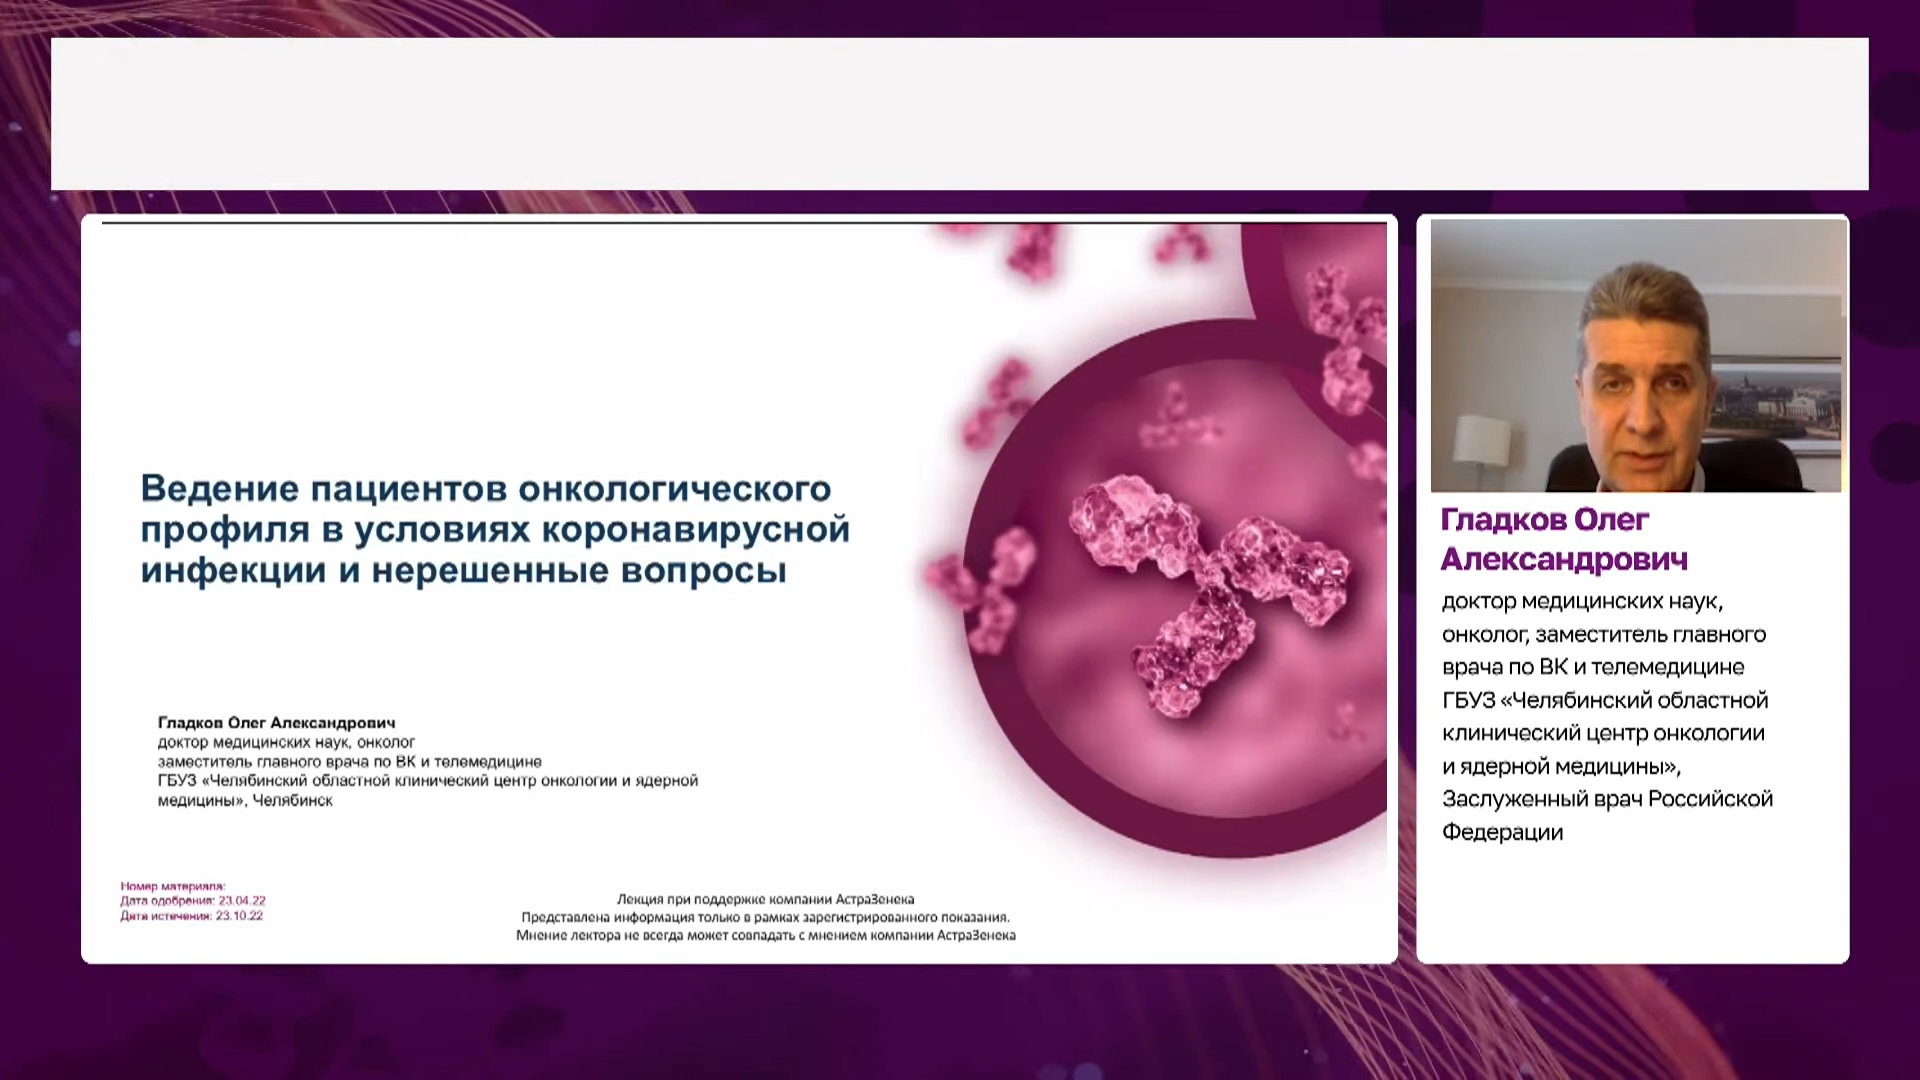 Ведение пациентов онкологического
профиля в условиях коронавирусной
инфекции и нерешенные вопросы
Гладков Олег Александрович
доктор медицинских наук, онколог
заместитель главного врача по ВК и телемедицине
ГБУЗ «Челябинский областной клинический центр онкологии и ядерной
медицины», Челябинск
Номер материала:
Дата одобрения: 23.04.22
Дата истечения: 23.10.22
Лекция при поддержке компании АстраЗенека
Представлена информация только в рамках зарегистрированного показания.
Мнение лектора не всегда может совпадать с мнением компании АстраЗенека
Гладков Олег
Александрович
доктор медицинских наук,
онколог, заместитель главного
врача по ВК и телемедицине
ГБУЗ «Челябинский областной
клинический центр онкологии
и ядерной медицины»,
Заслуженный врач Российской
Федерации